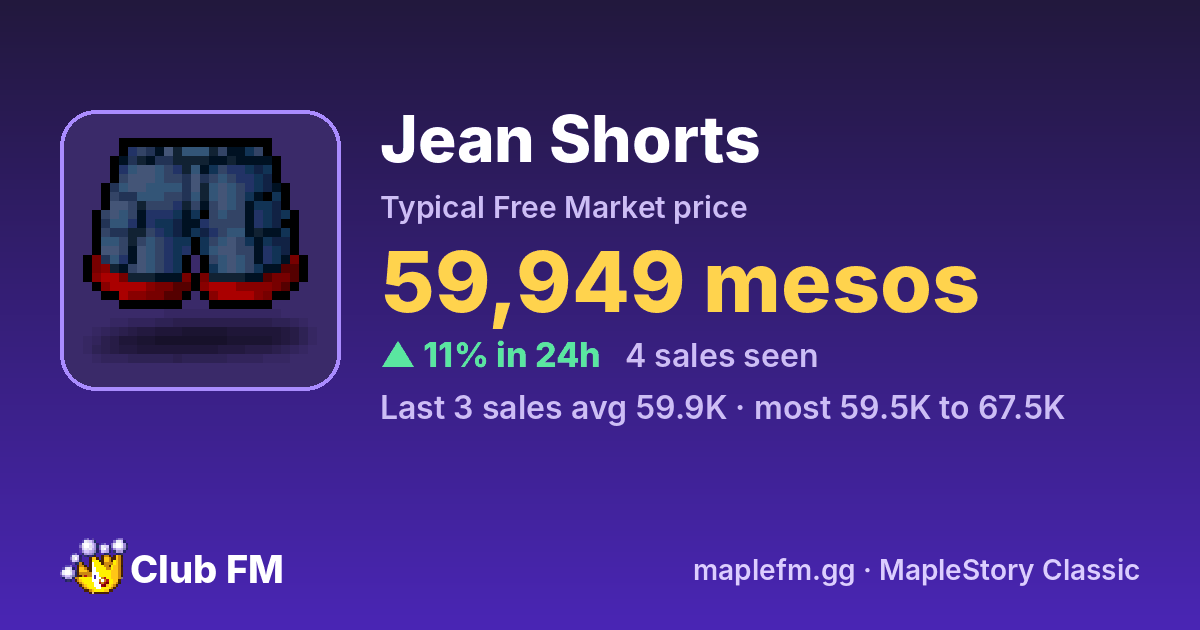 Jean Shorts
Typical Free Market price
59,949 mesos
▲ 11% in 24h 4 sales seen
Last 3 sales avg 59.9K · most 59.5K to 67.5K
Club FM
maplefm.gg · MapleStory Classic